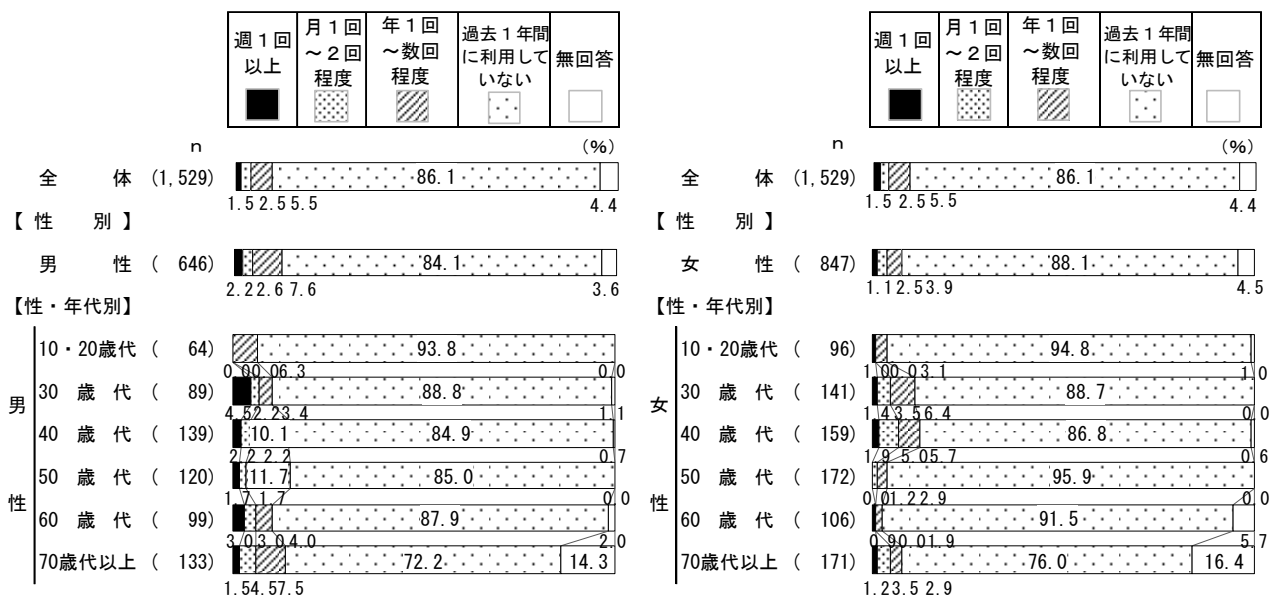 週1回以上 月1回～2回程度 年1回～数回程度 過去1年間に利用していない 無回答
n (%)
全体 (1,529) 86.1
1.5 2.5 5.5 4.4
【性別】
男性 ( 646) 84.1
2.2 2.6 7.6 3.6
【性・年代別】
男性
10・20歳代 ( 64) 93.8
0.0 0.0 6.3 0.0
30歳代 ( 89) 88.8
4.5 2.2 3.4 1.1
40歳代 ( 139) 10.1 84.9
2.2 2.2 0.7
50歳代 ( 120) 11.7 85.0
1.7 1.7 0.0
60歳代 ( 99) 87.9
3.0 3.0 4.0 2.0
70歳代以上 ( 133) 72.2 14.3
1.5 4.5 7.5
週1回以上 月1回～2回程度 年1回～数回程度 過去1年間に利用していない 無回答
n (%)
全体 (1,529) 86.1
1.5 2.5 5.5 4.4
【性別】
女性 ( 847) 88.1
1.1 2.5 3.9 4.5
【性・年代別】
女性
10・20歳代 ( 96) 94.8
1.0 0.0 3.1 1.0
30歳代 ( 141) 88.7
1.4 3.5 6.4 0.0
40歳代 ( 159) 86.8
1.9 5.0 5.7 0.6
50歳代 ( 172) 95.9
0.0 1.2 2.9 0.0
60歳代 ( 106) 91.5
0.9 0.0 1.9 5.7
70歳代以上 ( 171) 76.0 16.4
1.2 3.5 2.9